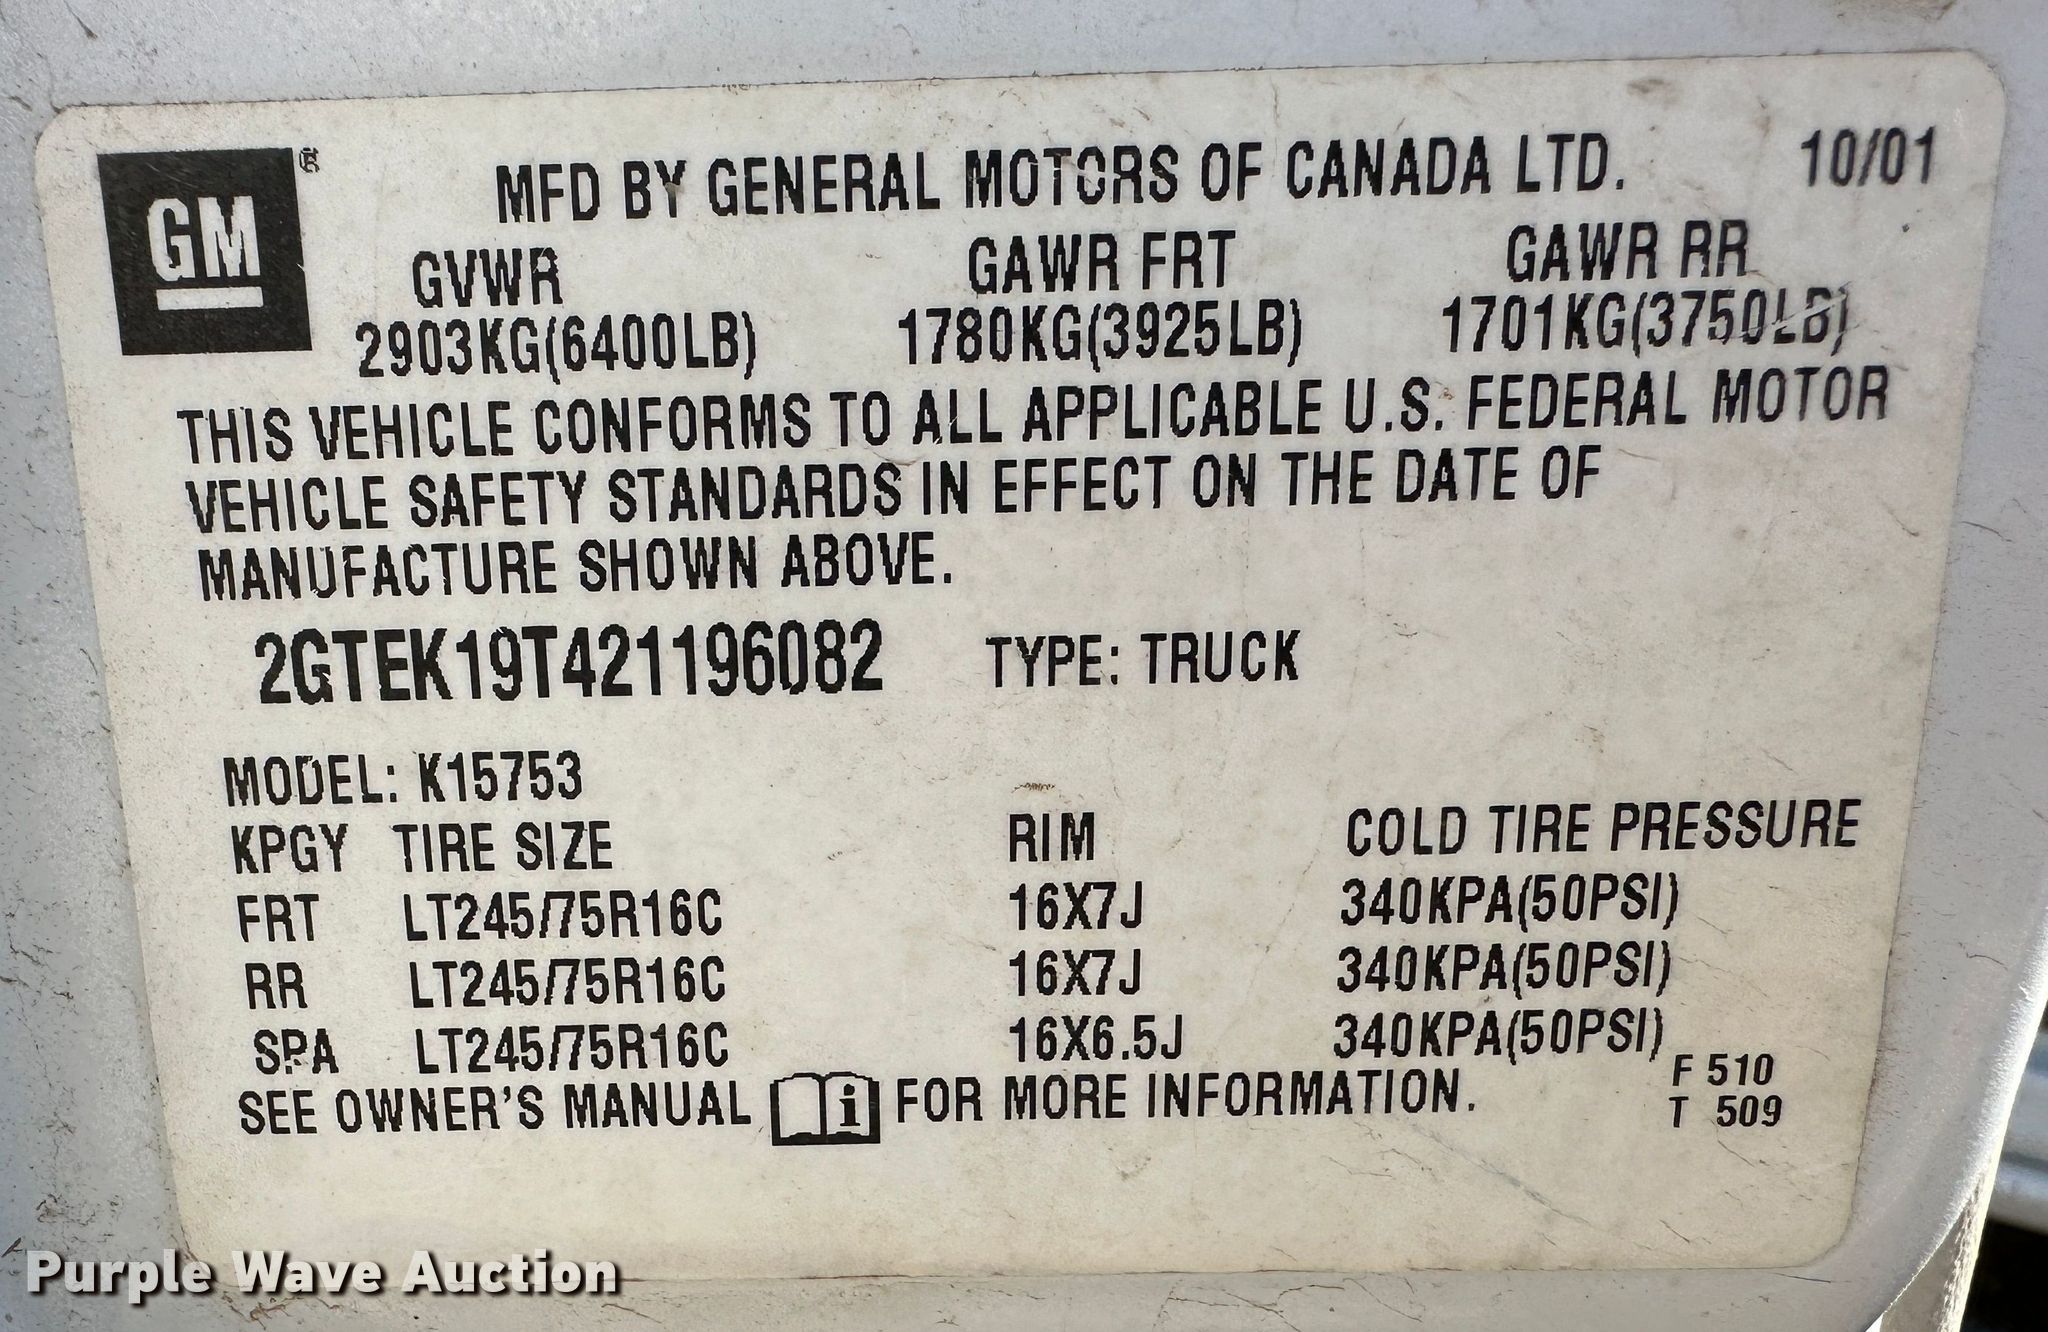 GM ®
MFD BY GENERAL MOTORS OF CANADA LTD. 10/01
GVWR GAWR FRT GAWR RR
2903KG(6400LB) 1780KG(3925LB) 1701KG(3750LB)
THIS VEHICLE CONFORMS TO ALL APPLICABLE U.S. FEDERAL MOTOR
VEHICLE SAFETY STANDARDS IN EFFECT ON THE DATE OF
MANUFACTURE SHOWN ABOVE.
2GTEK19T421196082 TYPE: TRUCK
MODEL: K15753
KPGY TIRE SIZE RIM COLD TIRE PRESSURE
FRT LT245/75R16C 16X7J 340KPA(50PSI)
RR LT245/75R16C 16X7J 340KPA(50PSI)
SPA LT245/75R16C 16X6.5J 340KPA(50PSI)
SEE OWNER'S MANUAL i FOR MORE INFORMATION.
F 510
T 509
Purple Wave Auction